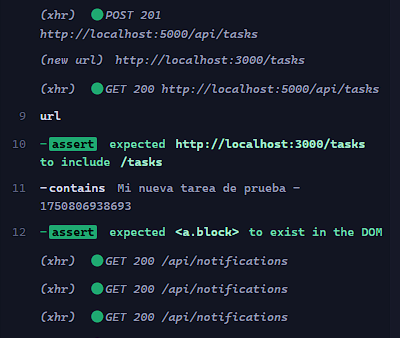 (xhr) POST 201
http://localhost:5000/api/tasks
(new url) http://localhost:3000/tasks
(xhr) GET 200 http://localhost:5000/api/tasks
9 url
10 -assert expected http://localhost:3000/tasks
to include /tasks
11 -contains Mi nueva tarea de prueba -
1750806938693
12 -assert expected <a.block> to exist in the DOM
(xhr) GET 200 /api/notifications
(xhr) GET 200 /api/notifications
(xhr) GET 200 /api/notifications